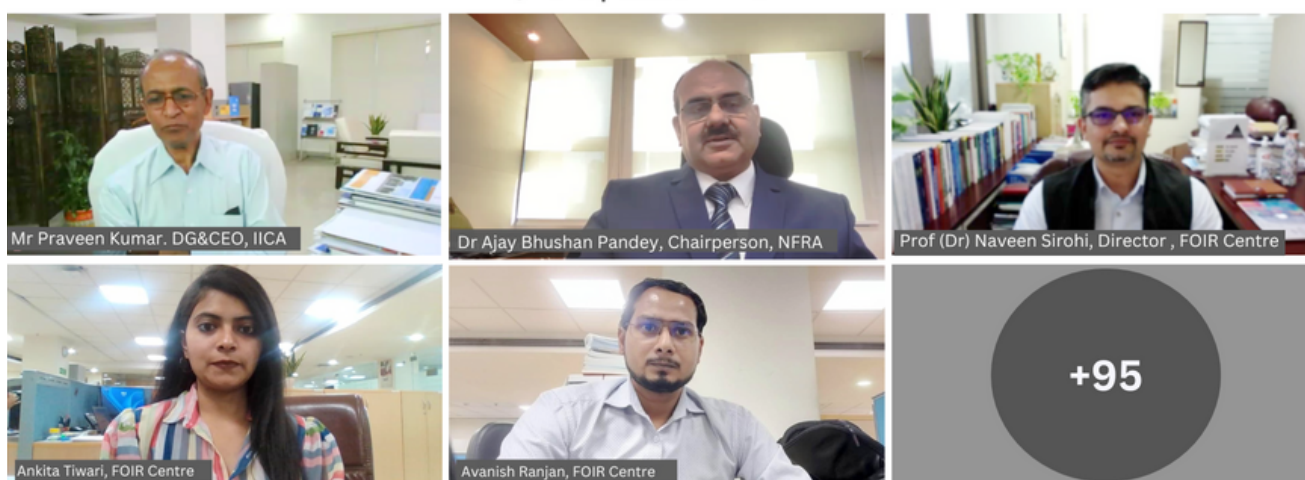 Mr Praveen Kumar. DG&CEO, IICA
Dr Ajay Bhushan Pandey, Chairperson, NFRA
Prof (Dr) Naveen Sirohi, Director , FOIR Centre
Ankita Tiwari, FOIR Centre
Avanish Ranjan, FOIR Centre
+95